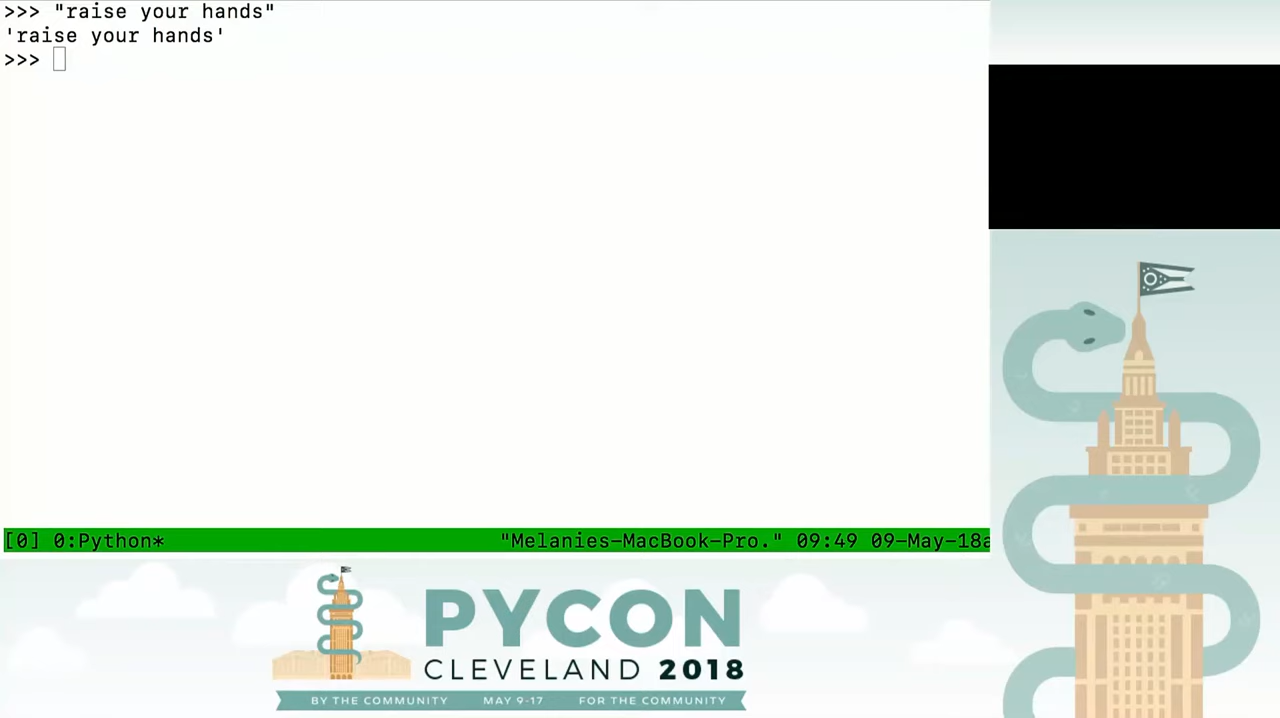 >>> "raise your hands"
'raise your hands'
>>>
[0] 0:Python* "Melanies-MacBook-Pro." 09:49 09-May-18
PYCON
CLEVELAND 2018
BY THE COMMUNITY MAY 9-17 FOR THE COMMUNITY